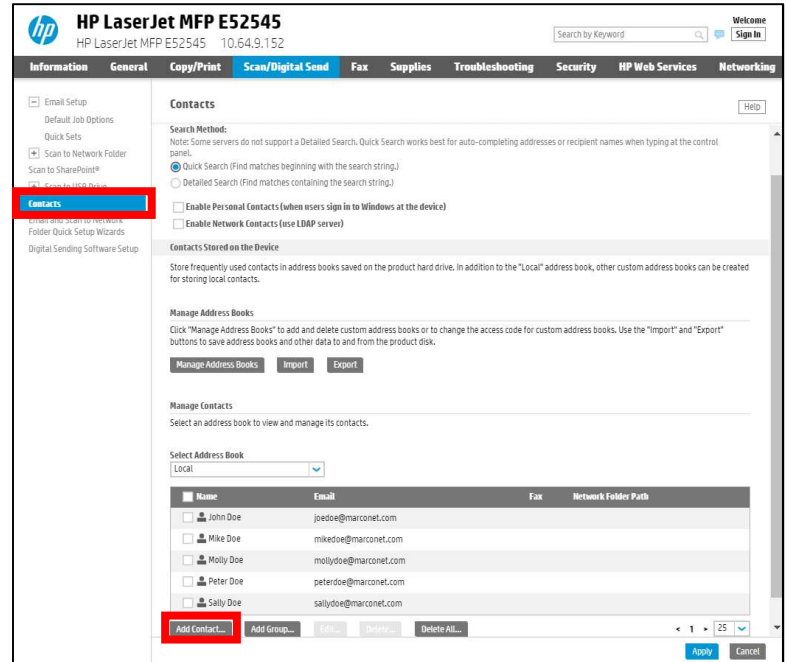 hp
HP LaserJet MFP E52545
HP LaserJet MFP E52545 10.64.9.152
Search by Keyword
Welcome
Sign In
Information General Copy/Print Scan/Digital Send Fax Supplies Troubleshooting Security HP Web Services Networking
Email Setup
Default Job Options
Quick Sets
Scan to Network Folder
Scan to SharePoint®
Scan to USB Drive
Contacts
Email and Scan to Network
Folder Quick Setup Wizards
Digital Sending Software Setup
Contacts
Help
Search Method:
Note: Some servers do not support a Detailed Search. Quick Search works best for auto-completing addresses or recipient names when typing at the control
panel.
Quick Search (Find matches beginning with the search string.)
Detailed Search (Find matches containing the search string.)
Enable Personal Contacts (when users sign in to Windows at the device)
Enable Network Contacts (use LDAP server)
Contacts Stored on the Device
Store frequently used contacts in address books saved on the product hard drive. In addition to the "Local" address book, other custom address books can be created
for storing local contacts.
Manage Address Books
Click "Manage Address Books" to add and delete custom address books or to change the access code for custom address books. Use the "Import" and "Export"
buttons to save address books and other data to and from the product disk.
Manage Address Books Import Export
Manage Contacts
Select an address book to view and manage its contacts.
Select Address Book
Local
Name Email Fax Network Folder Path
John Doe joedoe@marconet.com
Mike Doe mikedoe@marconet.com
Molly Doe mollydoe@marconet.com
Peter Doe peterdoe@marconet.com
Sally Doe sallydoe@marconet.com
Add Contact... Add Group... Edit... Delete... Delete All... < 1 > 25
Apply Cancel